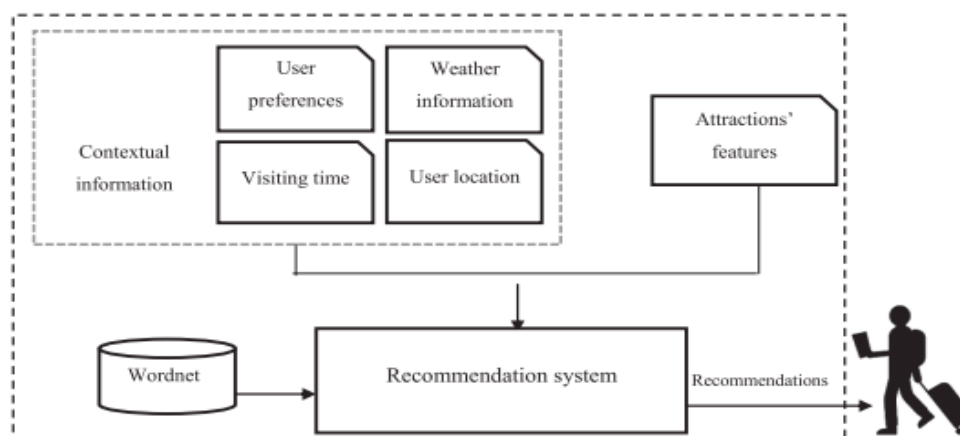 User
preferences
Weather
information
Contextual
information
Visiting time
User location
Attractions’
features
Wordnet
Recommendation system
Recommendations